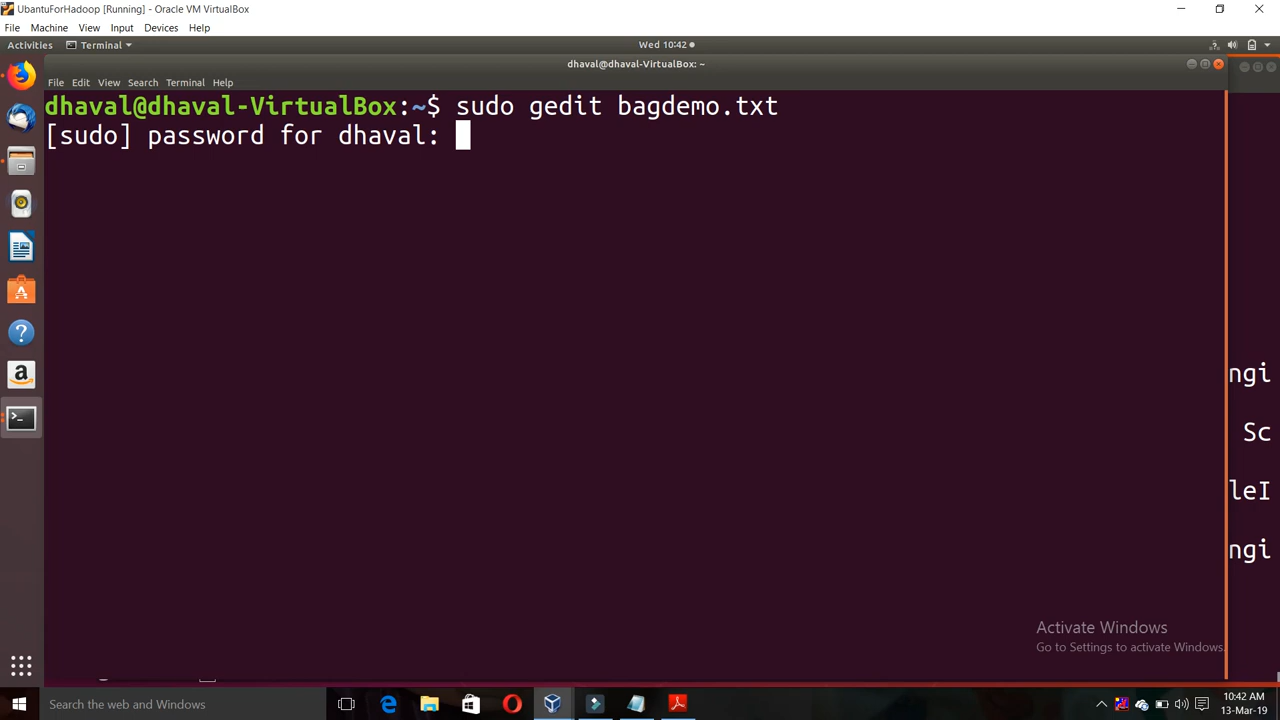 UbantuForHadoop [Running] - Oracle VM VirtualBox
File Machine View Input Devices Help
Activities Terminal Wed 10:42
dhaval@dhaval-VirtualBox: ~
File Edit View Search Terminal Help
dhaval@dhaval-VirtualBox:~$ sudo gedit bagdemo.txt
[sudo] password for dhaval:
ngi
Sc
leI
ngi
Activate Windows
Go to Settings to activate Windows.
Search the web and Windows
10:42 AM
13-Mar-19